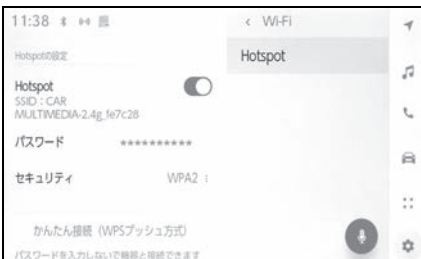 11:38
Wi-Fi
Hotspotの設定
Hotspot
Hotspot
SSID : CAR
MULTIMEDIA-2.4g_fe7c28
パスワード **********
セキュリティ WPA2
かんたん接続（WPSプッシュ方式）
パスワードを入力しないで機器と接続できます